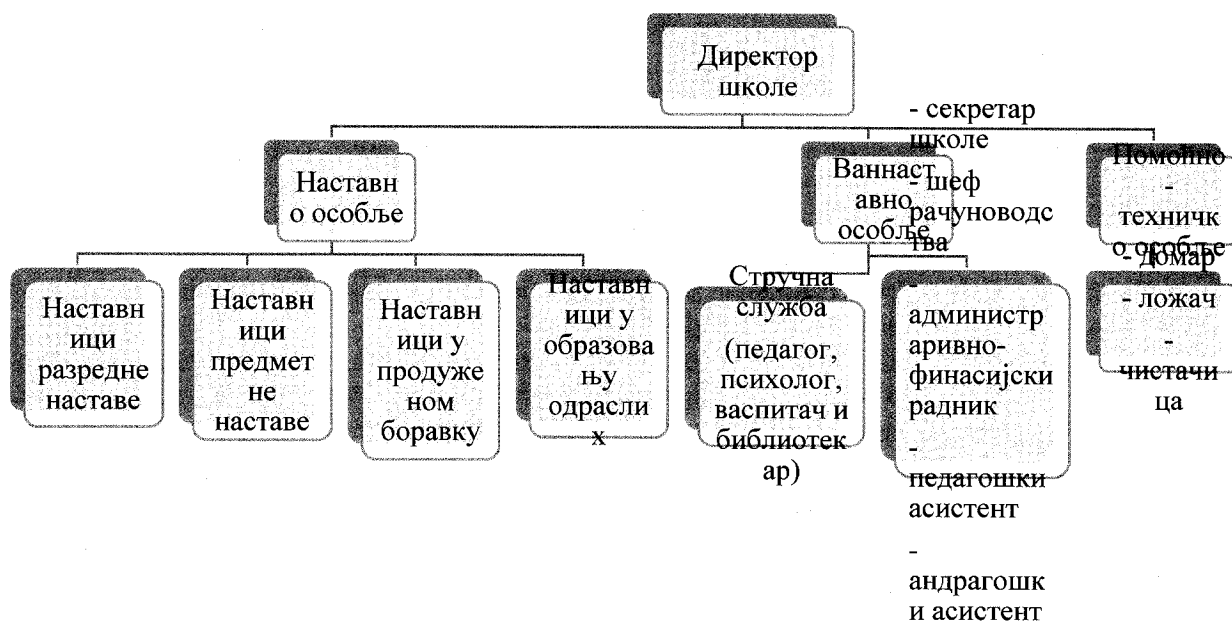 Директор
школе
Наставн
о особље
Ваннаст
авно
особље
Помоћно
-
техничк
о особље
Наставн
ици
разредне
наставе
Наставн
ици
предмет
не
наставе
Наставн
ици у
продуже
ном
боравку
Наставн
ици у
образова
њу
одрасли
х
Стручна
служба
(педагог,
психолог,
васпитач и
библиотек
ар)
- секретар
школе
- шеф
рачуноводс
тва
-
администр
аривно-
финасијски
радник
-
педагошки
асистент
-
андрагошк
и асистент
- домар
- ложач
-
чистачи
ца